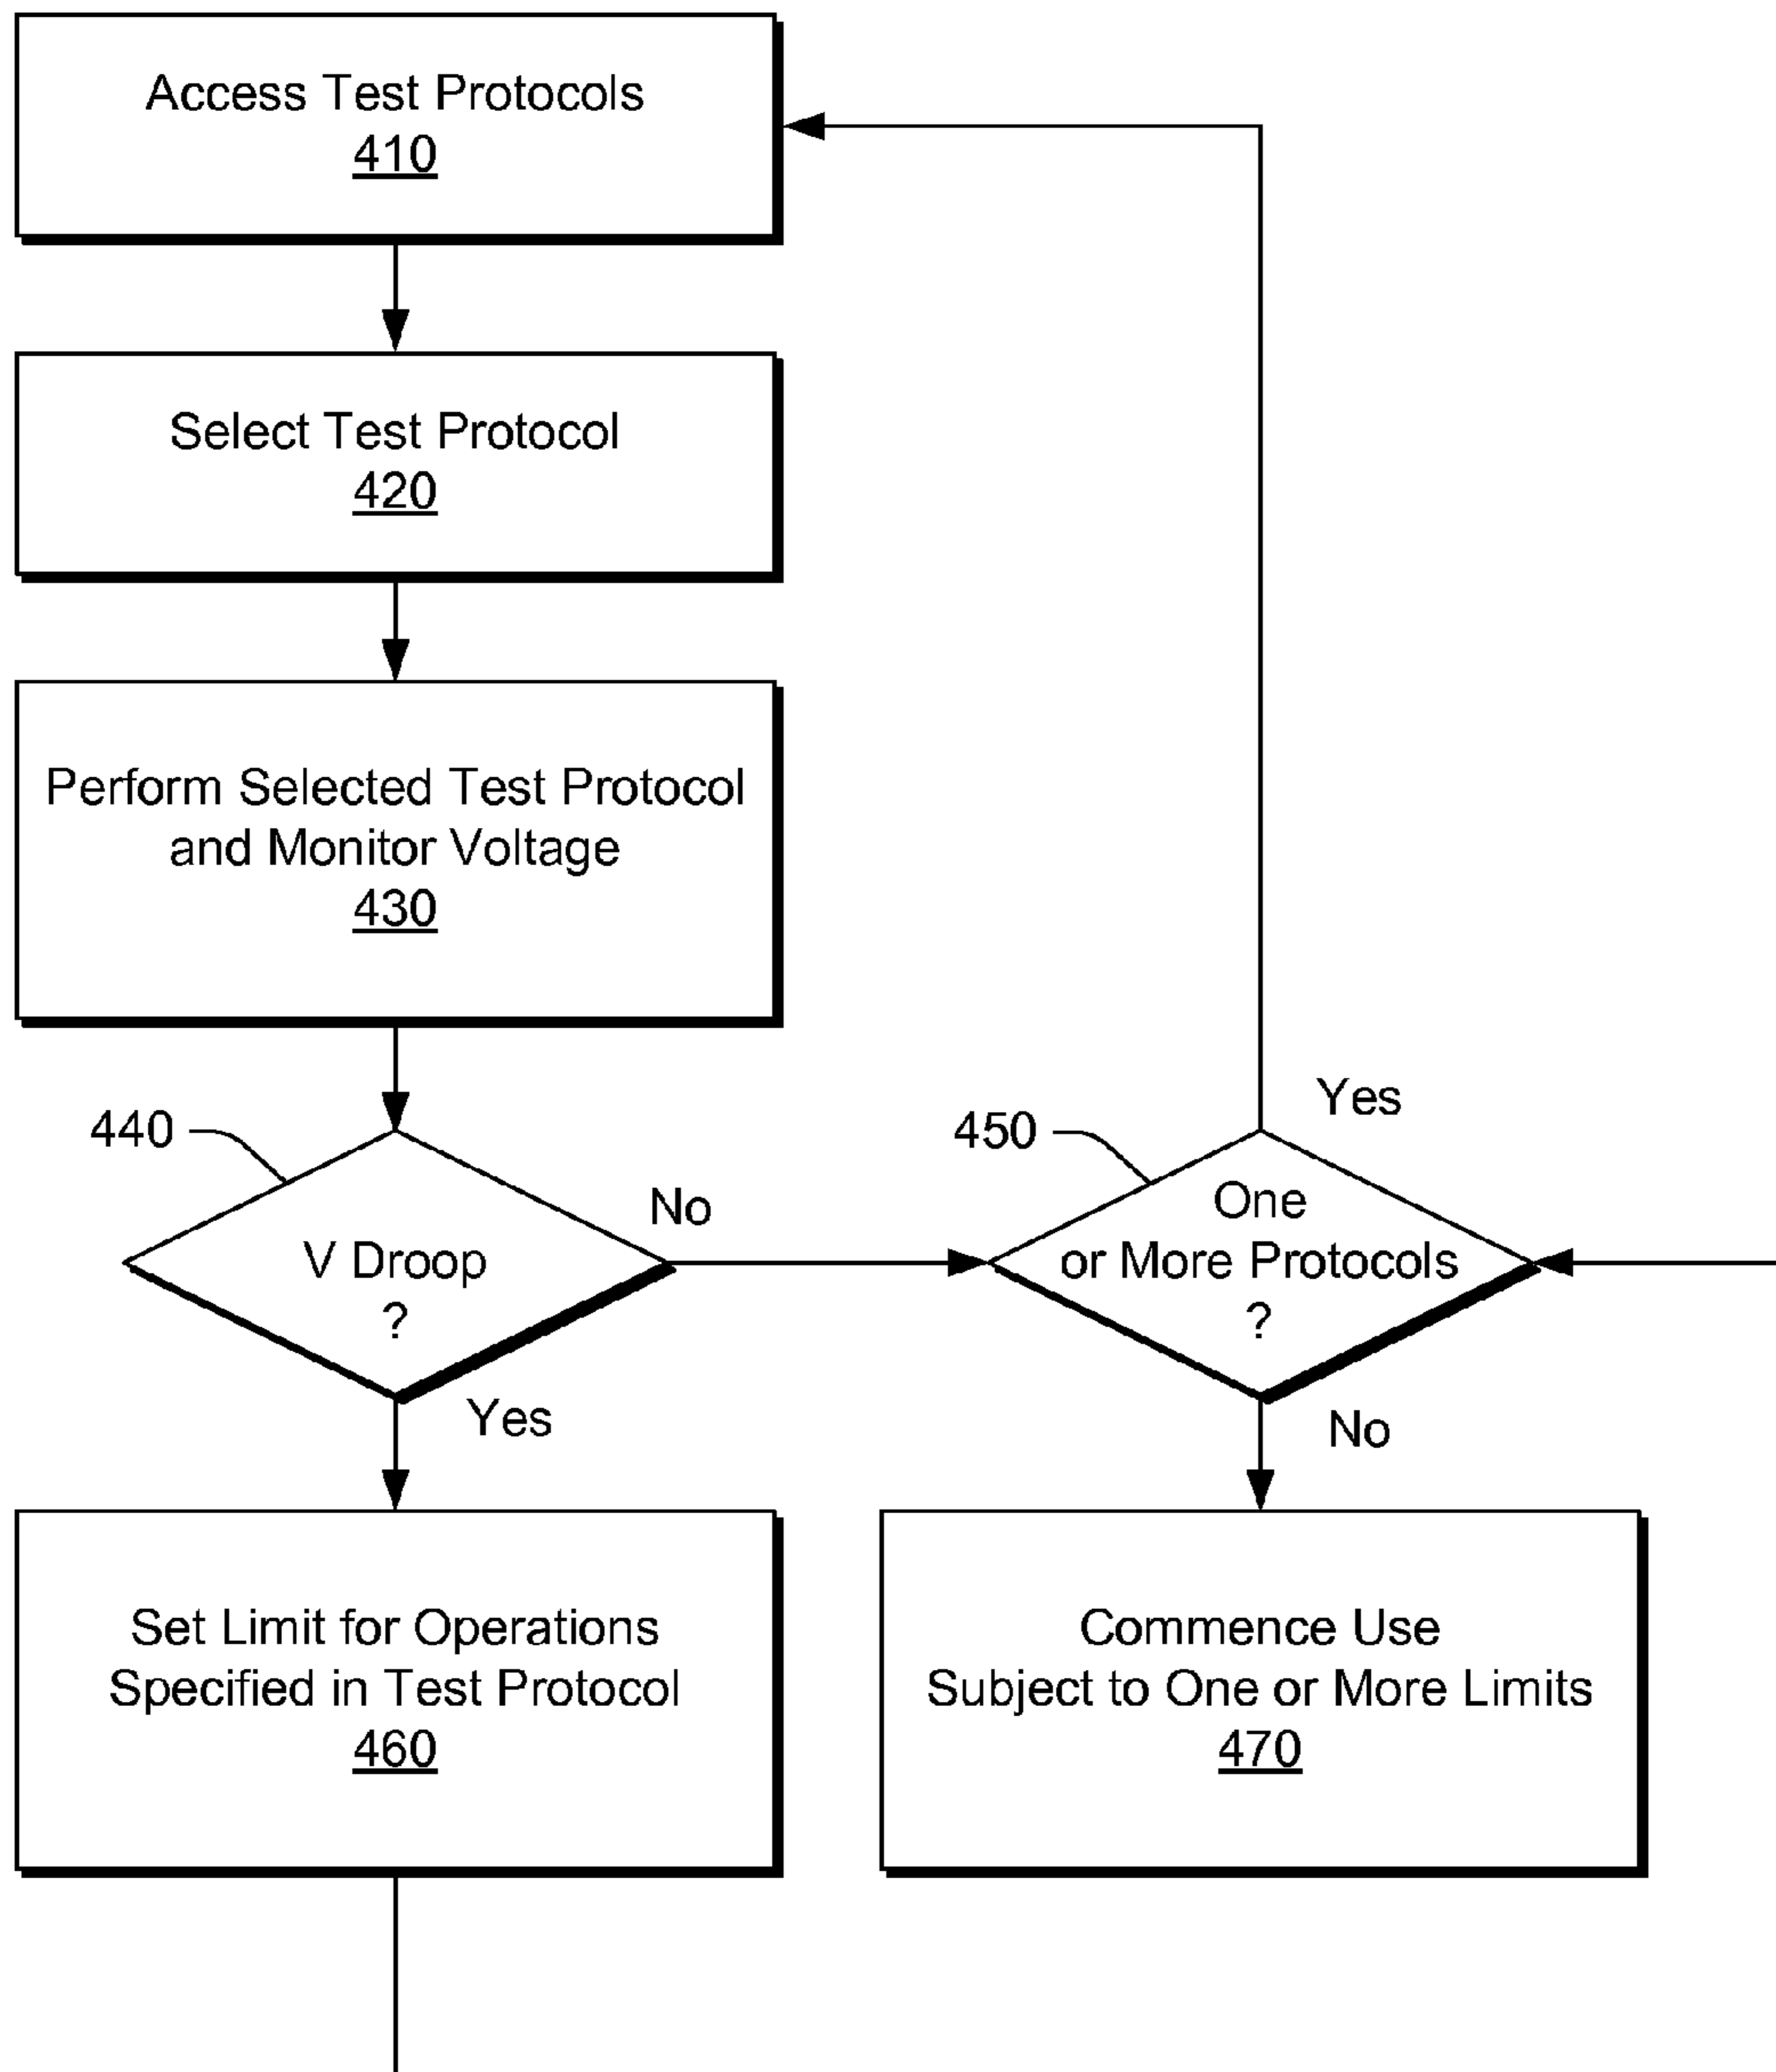 Access Test Protocols
410
Select Test Protocol
420
Perform Selected Test Protocol
and Monitor Voltage
430
440
V Droop
?
No
Yes
450
One
or More Protocols
?
Yes
No
Set Limit for Operations
Specified in Test Protocol
460
Commence Use
Subject to One or More Limits
470